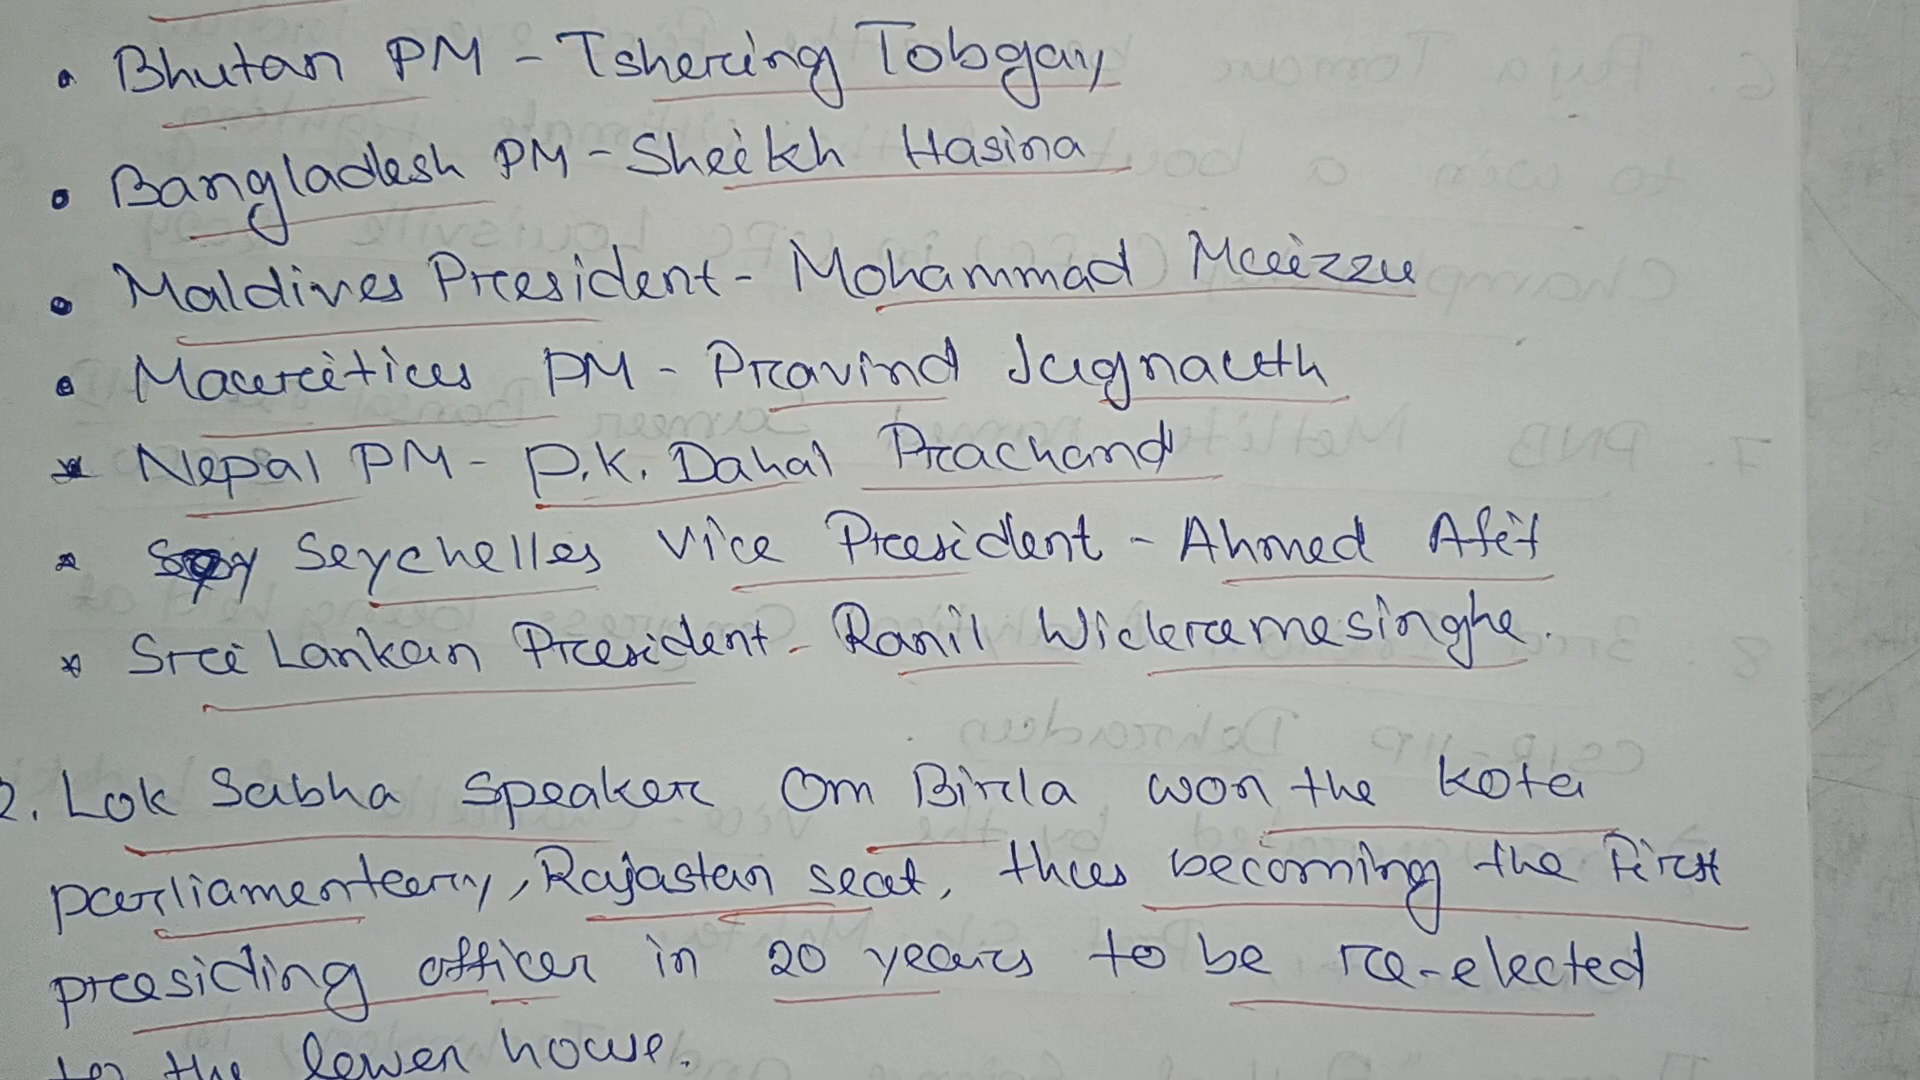 • Bhutan PM - Tshering Tobgay
• Bangladesh PM - Sheikh Hasina
• Maldives President - Mohammad Muizzu
• Mauritius PM - Pravind Jugnauth
* Nepal PM - P.K. Dahal Prachand
* Seychelles Vice President - Ahmed Afif
* Sri Lankan President - Ranil Wickramesinghe.
2. Lok Sabha Speaker Om Birla won the Kota
parliamentary, Rajastan seat, thus becoming the First
presiding officer in 20 years to be re-elected
to the lower house.